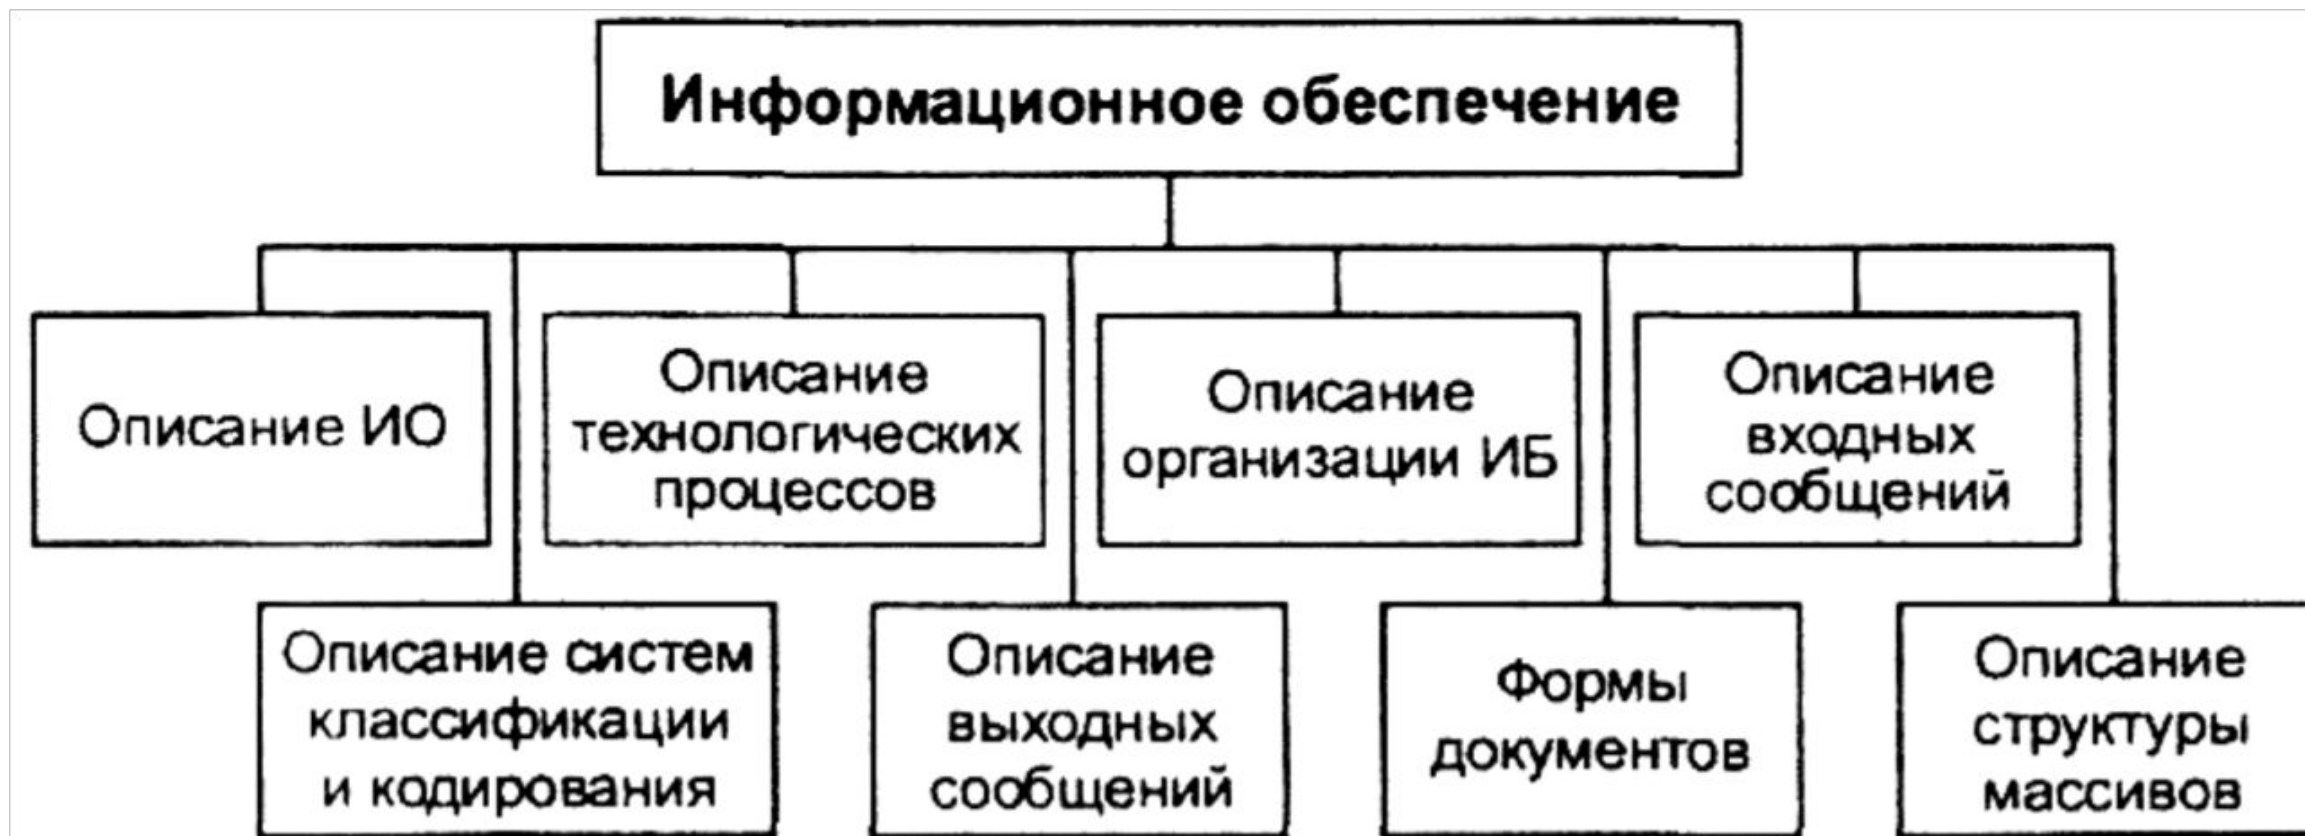 Информационное обеспечение
Описание ИО
Описание
технологических
процессов
Описание
организации ИБ
Описание
входных
сообщений
Описание систем
классификации
и кодирования
Описание
выходных
сообщений
Формы
документов
Описание
структуры
массивов